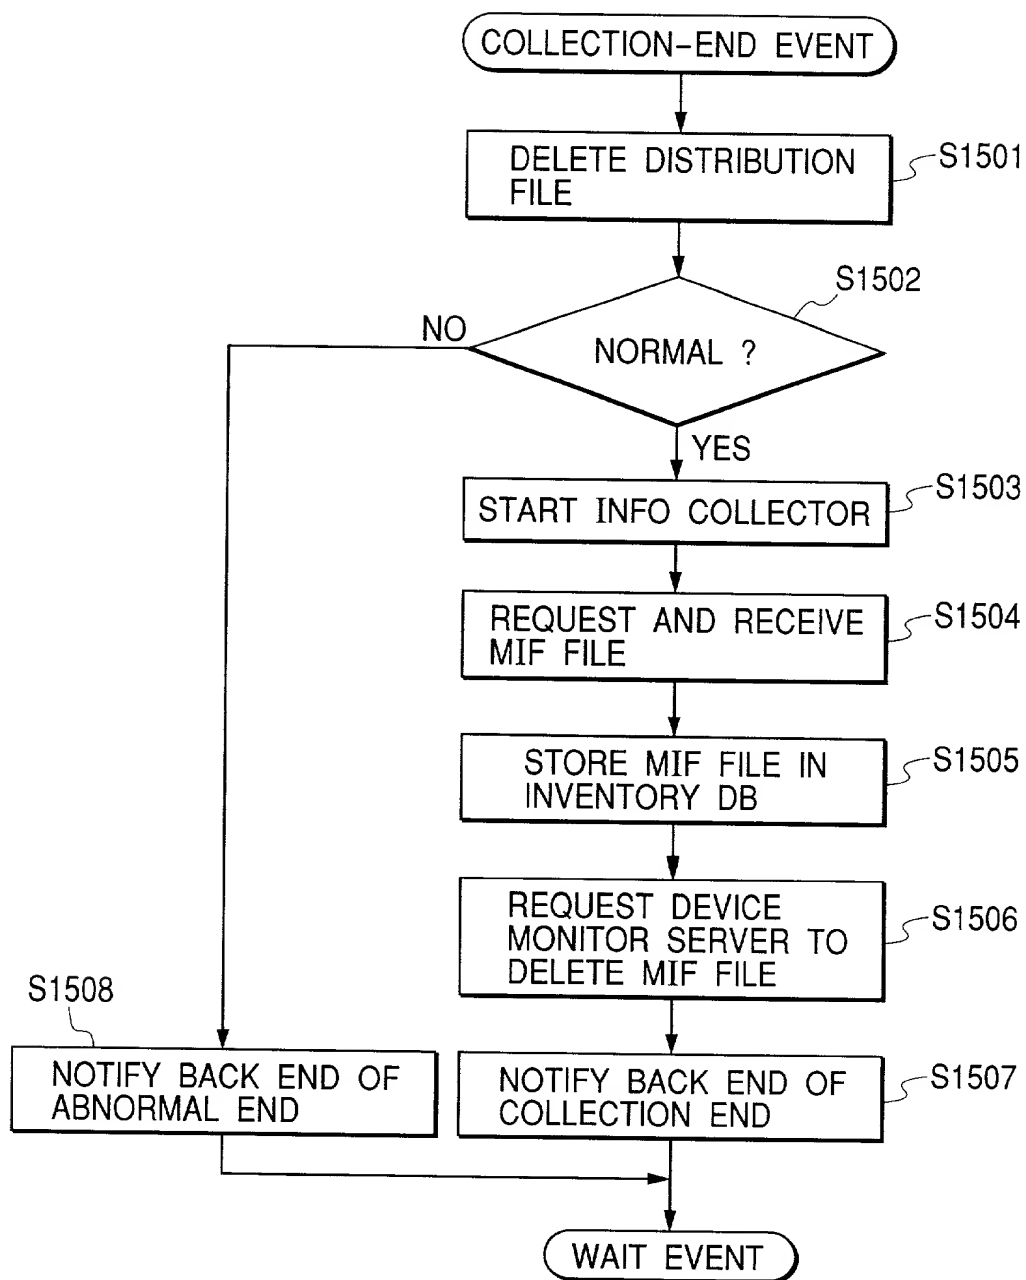 COLLECTION-END EVENT
DELETE DISTRIBUTION
FILE
S1501
S1502
NORMAL ?
NO
YES
START INFO COLLECTOR
S1503
REQUEST AND RECEIVE
MIF FILE
S1504
STORE MIF FILE IN
INVENTORY DB
S1505
REQUEST DEVICE
MONITOR SERVER TO
DELETE MIF FILE
S1506
S1508
NOTIFY BACK END OF
ABNORMAL END
NOTIFY BACK END OF
COLLECTION END
S1507
WAIT EVENT